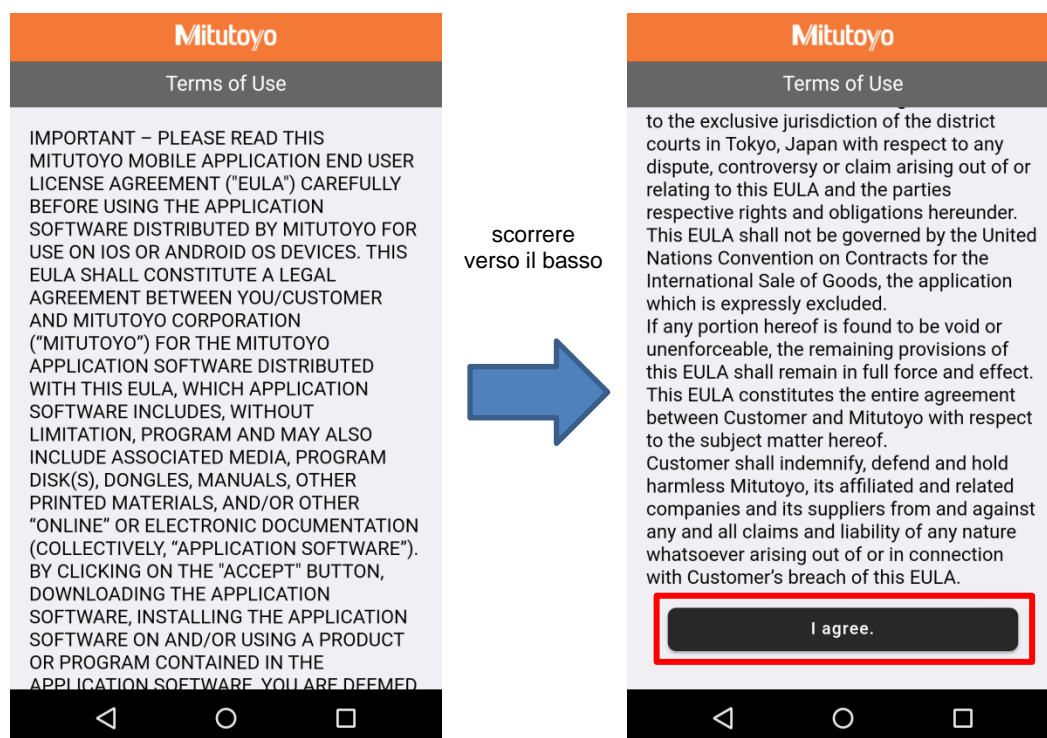 Mitutoyo
Terms of Use
IMPORTANT – PLEASE READ THIS
MITUTOYO MOBILE APPLICATION END USER
LICENSE AGREEMENT ("EULA") CAREFULLY
BEFORE USING THE APPLICATION
SOFTWARE DISTRIBUTED BY MITUTOYO FOR
USE ON IOS OR ANDROID OS DEVICES. THIS
EULA SHALL CONSTITUTE A LEGAL
AGREEMENT BETWEEN YOU/CUSTOMER
AND MITUTOYO CORPORATION
(“MITUTOYO”) FOR THE MITUTOYO
APPLICATION SOFTWARE DISTRIBUTED
WITH THIS EULA, WHICH APPLICATION
SOFTWARE INCLUDES, WITHOUT
LIMITATION, PROGRAM AND MAY ALSO
INCLUDE ASSOCIATED MEDIA, PROGRAM
DISK(S), DONGLES, MANUALS, OTHER
PRINTED MATERIALS, AND/OR OTHER
“ONLINE” OR ELECTRONIC DOCUMENTATION
(COLLECTIVELY, “APPLICATION SOFTWARE”).
BY CLICKING ON THE "ACCEPT" BUTTON,
DOWNLOADING THE APPLICATION
SOFTWARE, INSTALLING THE APPLICATION
SOFTWARE ON AND/OR USING A PRODUCT
OR PROGRAM CONTAINED IN THE
APPLICATION SOFTWARE, YOU ARE DEEMED
scorrere
verso il basso
Mitutoyo
Terms of Use
to the exclusive jurisdiction of the district
courts in Tokyo, Japan with respect to any
dispute, controversy or claim arising out of or
relating to this EULA and the parties
respective rights and obligations hereunder.
This EULA shall not be governed by the United
Nations Convention on Contracts for the
International Sale of Goods, the application
which is expressly excluded.
If any portion hereof is found to be void or
unenforceable, the remaining provisions of
this EULA shall remain in full force and effect.
This EULA constitutes the entire agreement
between Customer and Mitutoyo with respect
to the subject matter hereof.
Customer shall indemnify, defend and hold
harmless Mitutoyo, its affiliated and related
companies and its suppliers from and against
any and all claims and liability of any nature
whatsoever arising out of or in connection
with Customer’s breach of this EULA.
I agree.